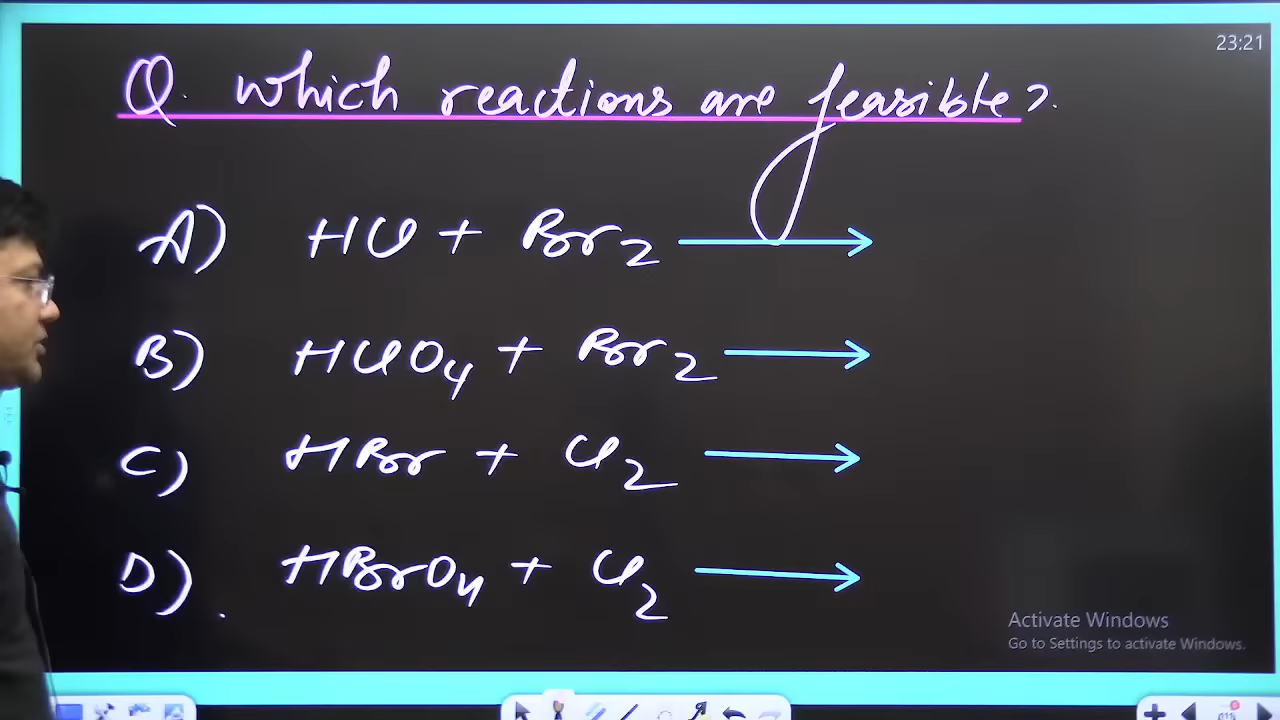 23:21
Q. Which reactions are feasible?
A) HCl + Br2 ⟶
B) HClO4 + Br2 ⟶
C) HBr + Cl2 ⟶
D) HBrO4 + Cl2 ⟶
Activate Windows
Go to Settings to activate Windows.